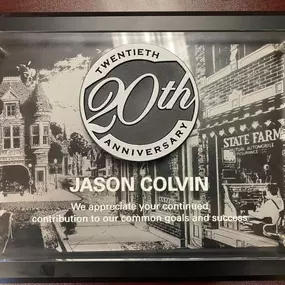 TWENTIETH
20th
ANNIVERSARY
STATE FARM
JASON COLVIN
We appreciate your continued
contribution to our common goals and success